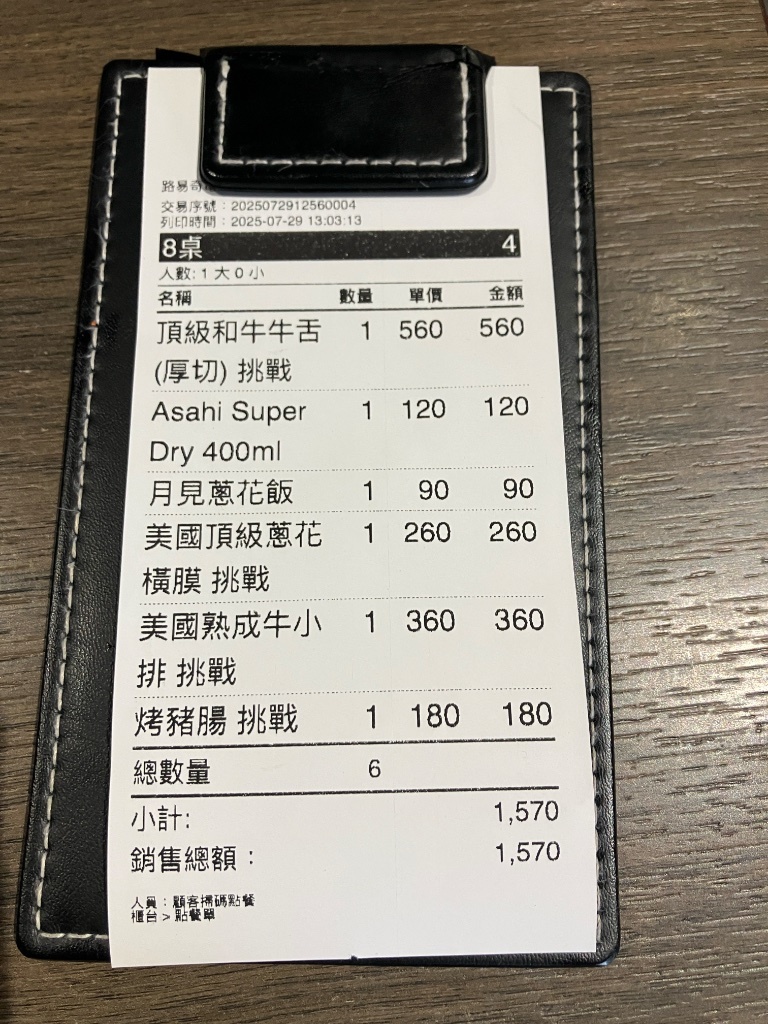 路易奇
交易序號：2025072912560004
列印時間：2025-07-29 13:03:13
8桌 4
人數: 1 大 0 小
名稱 數量 單價 金額
頂級和牛牛舌 1 560 560
(厚切) 挑戰
Asahi Super 1 120 120
Dry 400ml
月見蔥花飯 1 90 90
美國頂級蔥花 1 260 260
橫膜 挑戰
美國熟成牛小 1 360 360
排 挑戰
烤豬腸 挑戰 1 180 180
總數量 6
小計: 1,570
銷售總額： 1,570
人員：顧客掃碼點餐
櫃台 > 點餐單